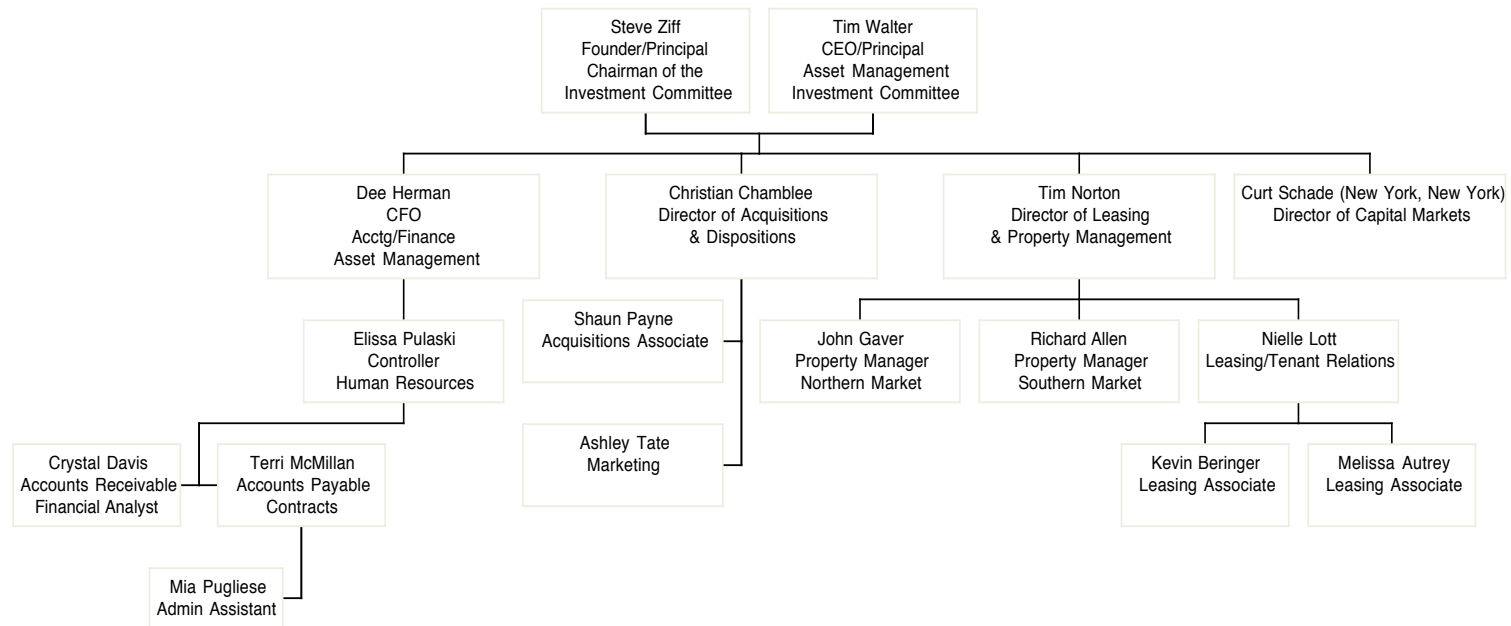 Steve Ziff
Founder/Principal
Chairman of the
Investment Committee
Tim Walter
CEO/Principal
Asset Management
Investment Committee
Dee Herman
CFO
Acctg/Finance
Asset Management
Christian Chamblee
Director of Acquisitions
& Dispositions
Tim Norton
Director of Leasing
& Property Management
Curt Schade (New York, New York)
Director of Capital Markets
Elissa Pulaski
Controller
Human Resources
Shaun Payne
Acquisitions Associate
John Gaver
Property Manager
Northern Market
Richard Allen
Property Manager
Southern Market
Nielle Lott
Leasing/Tenant Relations
Crystal Davis
Accounts Receivable
Financial Analyst
Terri McMillan
Accounts Payable
Contracts
Ashley Tate
Marketing
Kevin Beringer
Leasing Associate
Melissa Autrey
Leasing Associate
Mia Pugliese
Admin Assistant